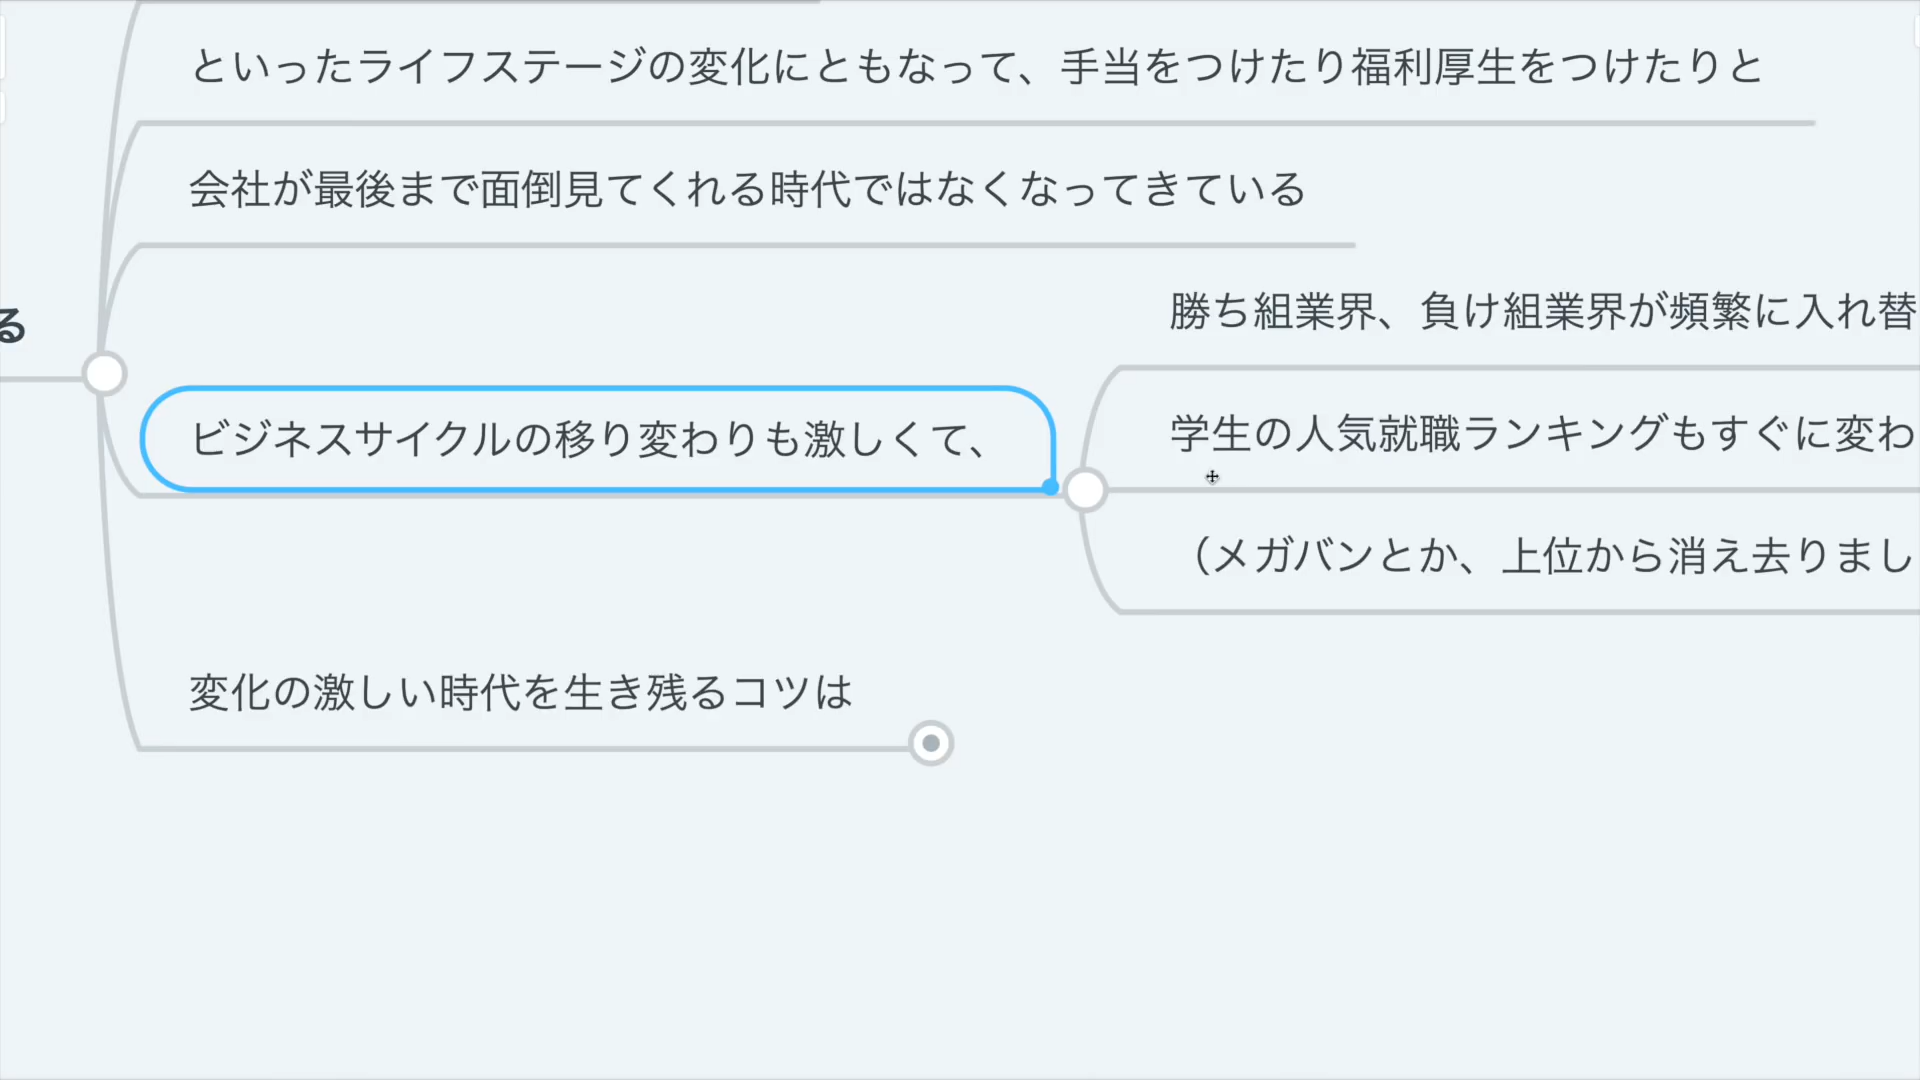 といったライフステージの変化にともなって、手当をつけたり福利厚生をつけたりと
会社が最後まで面倒見てくれる時代ではなくなってきている
る
勝ち組業界、負け組業界が頻繁に入れ替
ビジネスサイクルの移り変わりも激しくて、
学生の人気就職ランキングもすぐに変わ
（メガバンとか、上位から消え去りまし
変化の激しい時代を生き残るコツは